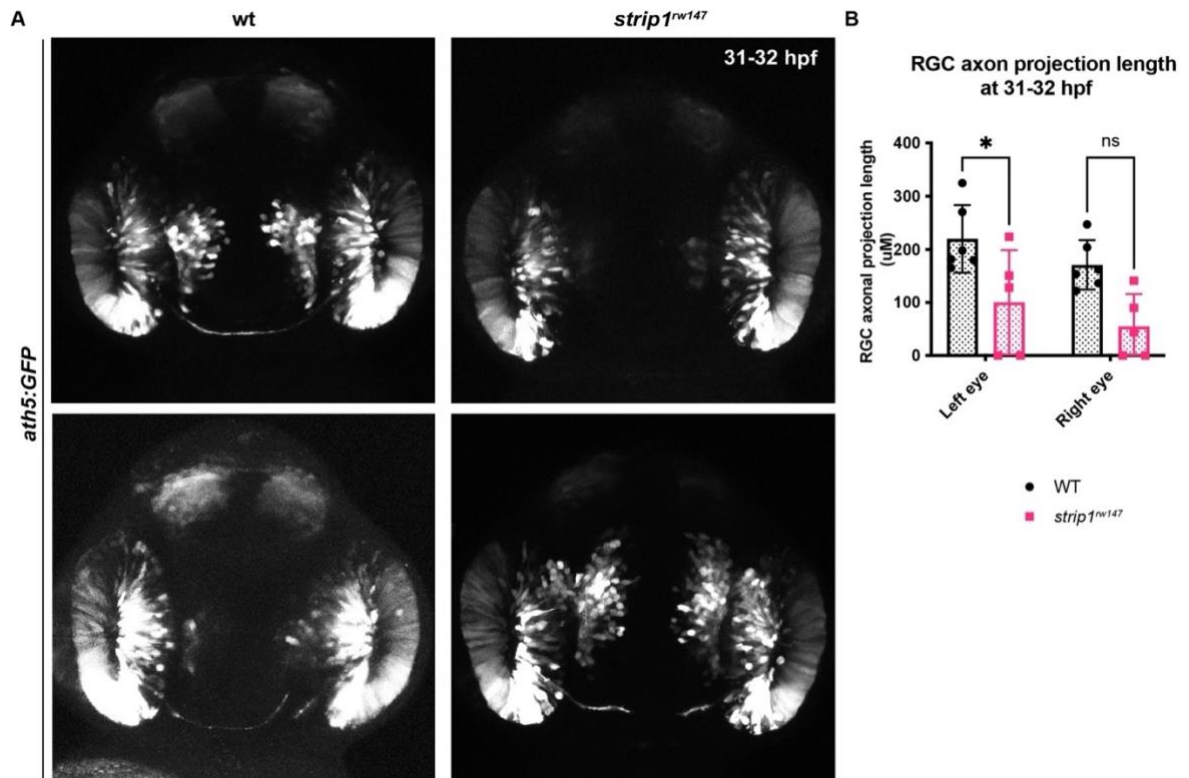 A
wt
strip1rw147
B
31-32 hpf
ath5:GFP
RGC axon projection length
at 31-32 hpf
RGC axonal projection length
(uM)
400
300
200
100
0
*
ns
Left eye
Right eye
WT
strip1rw147